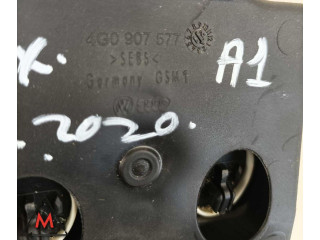 4G0 907 577
>SEBS<
Germany GSM1
A1
.2020.
M